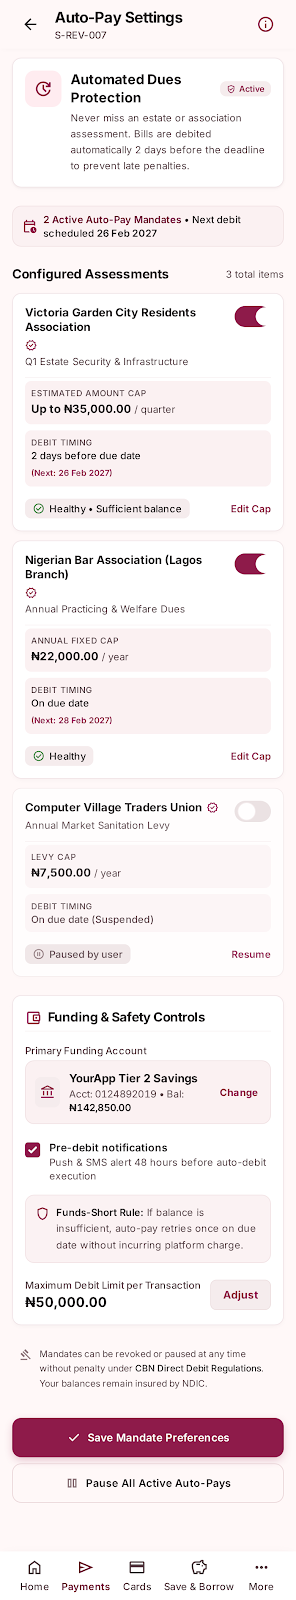 Auto-Pay Settings
S-REV-007
Automated Dues
Protection
Active
Never miss an estate or association
assessment. Bills are debited
automatically 2 days before the deadline
to prevent late penalties.
2 Active Auto-Pay Mandates • Next debit
scheduled 26 Feb 2027
Configured Assessments
3 total items
Victoria Garden City Residents
Association
Q1 Estate Security & Infrastructure
ESTIMATED AMOUNT CAP
Up to ₦35,000.00 / quarter
DEBIT TIMING
2 days before due date
(Next: 26 Feb 2027)
Healthy • Sufficient balance
Edit Cap
Nigerian Bar Association (Lagos
Branch)
Annual Practicing & Welfare Dues
ANNUAL FIXED CAP
₦22,000.00 / year
DEBIT TIMING
On due date
(Next: 28 Feb 2027)
Healthy
Edit Cap
Computer Village Traders Union
Annual Market Sanitation Levy
LEVY CAP
₦7,500.00 / year
DEBIT TIMING
On due date (Suspended)
Paused by user
Resume
Funding & Safety Controls
Primary Funding Account
YourApp Tier 2 Savings
Acct: 0124892019 • Bal:
₦142,850.00
Change
Pre-debit notifications
Push & SMS alert 48 hours before auto-debit
execution
Funds-Short Rule: If balance is
insufficient, auto-pay retries once on due
date without incurring platform charge.
Maximum Debit Limit per Transaction
₦50,000.00
Adjust
Mandates can be revoked or paused at any time
without penalty under CBN Direct Debit Regulations.
Your balances remain insured by NDIC.
Save Mandate Preferences
Pause All Active Auto-Pays
Home
Payments
Cards
Save & Borrow
More